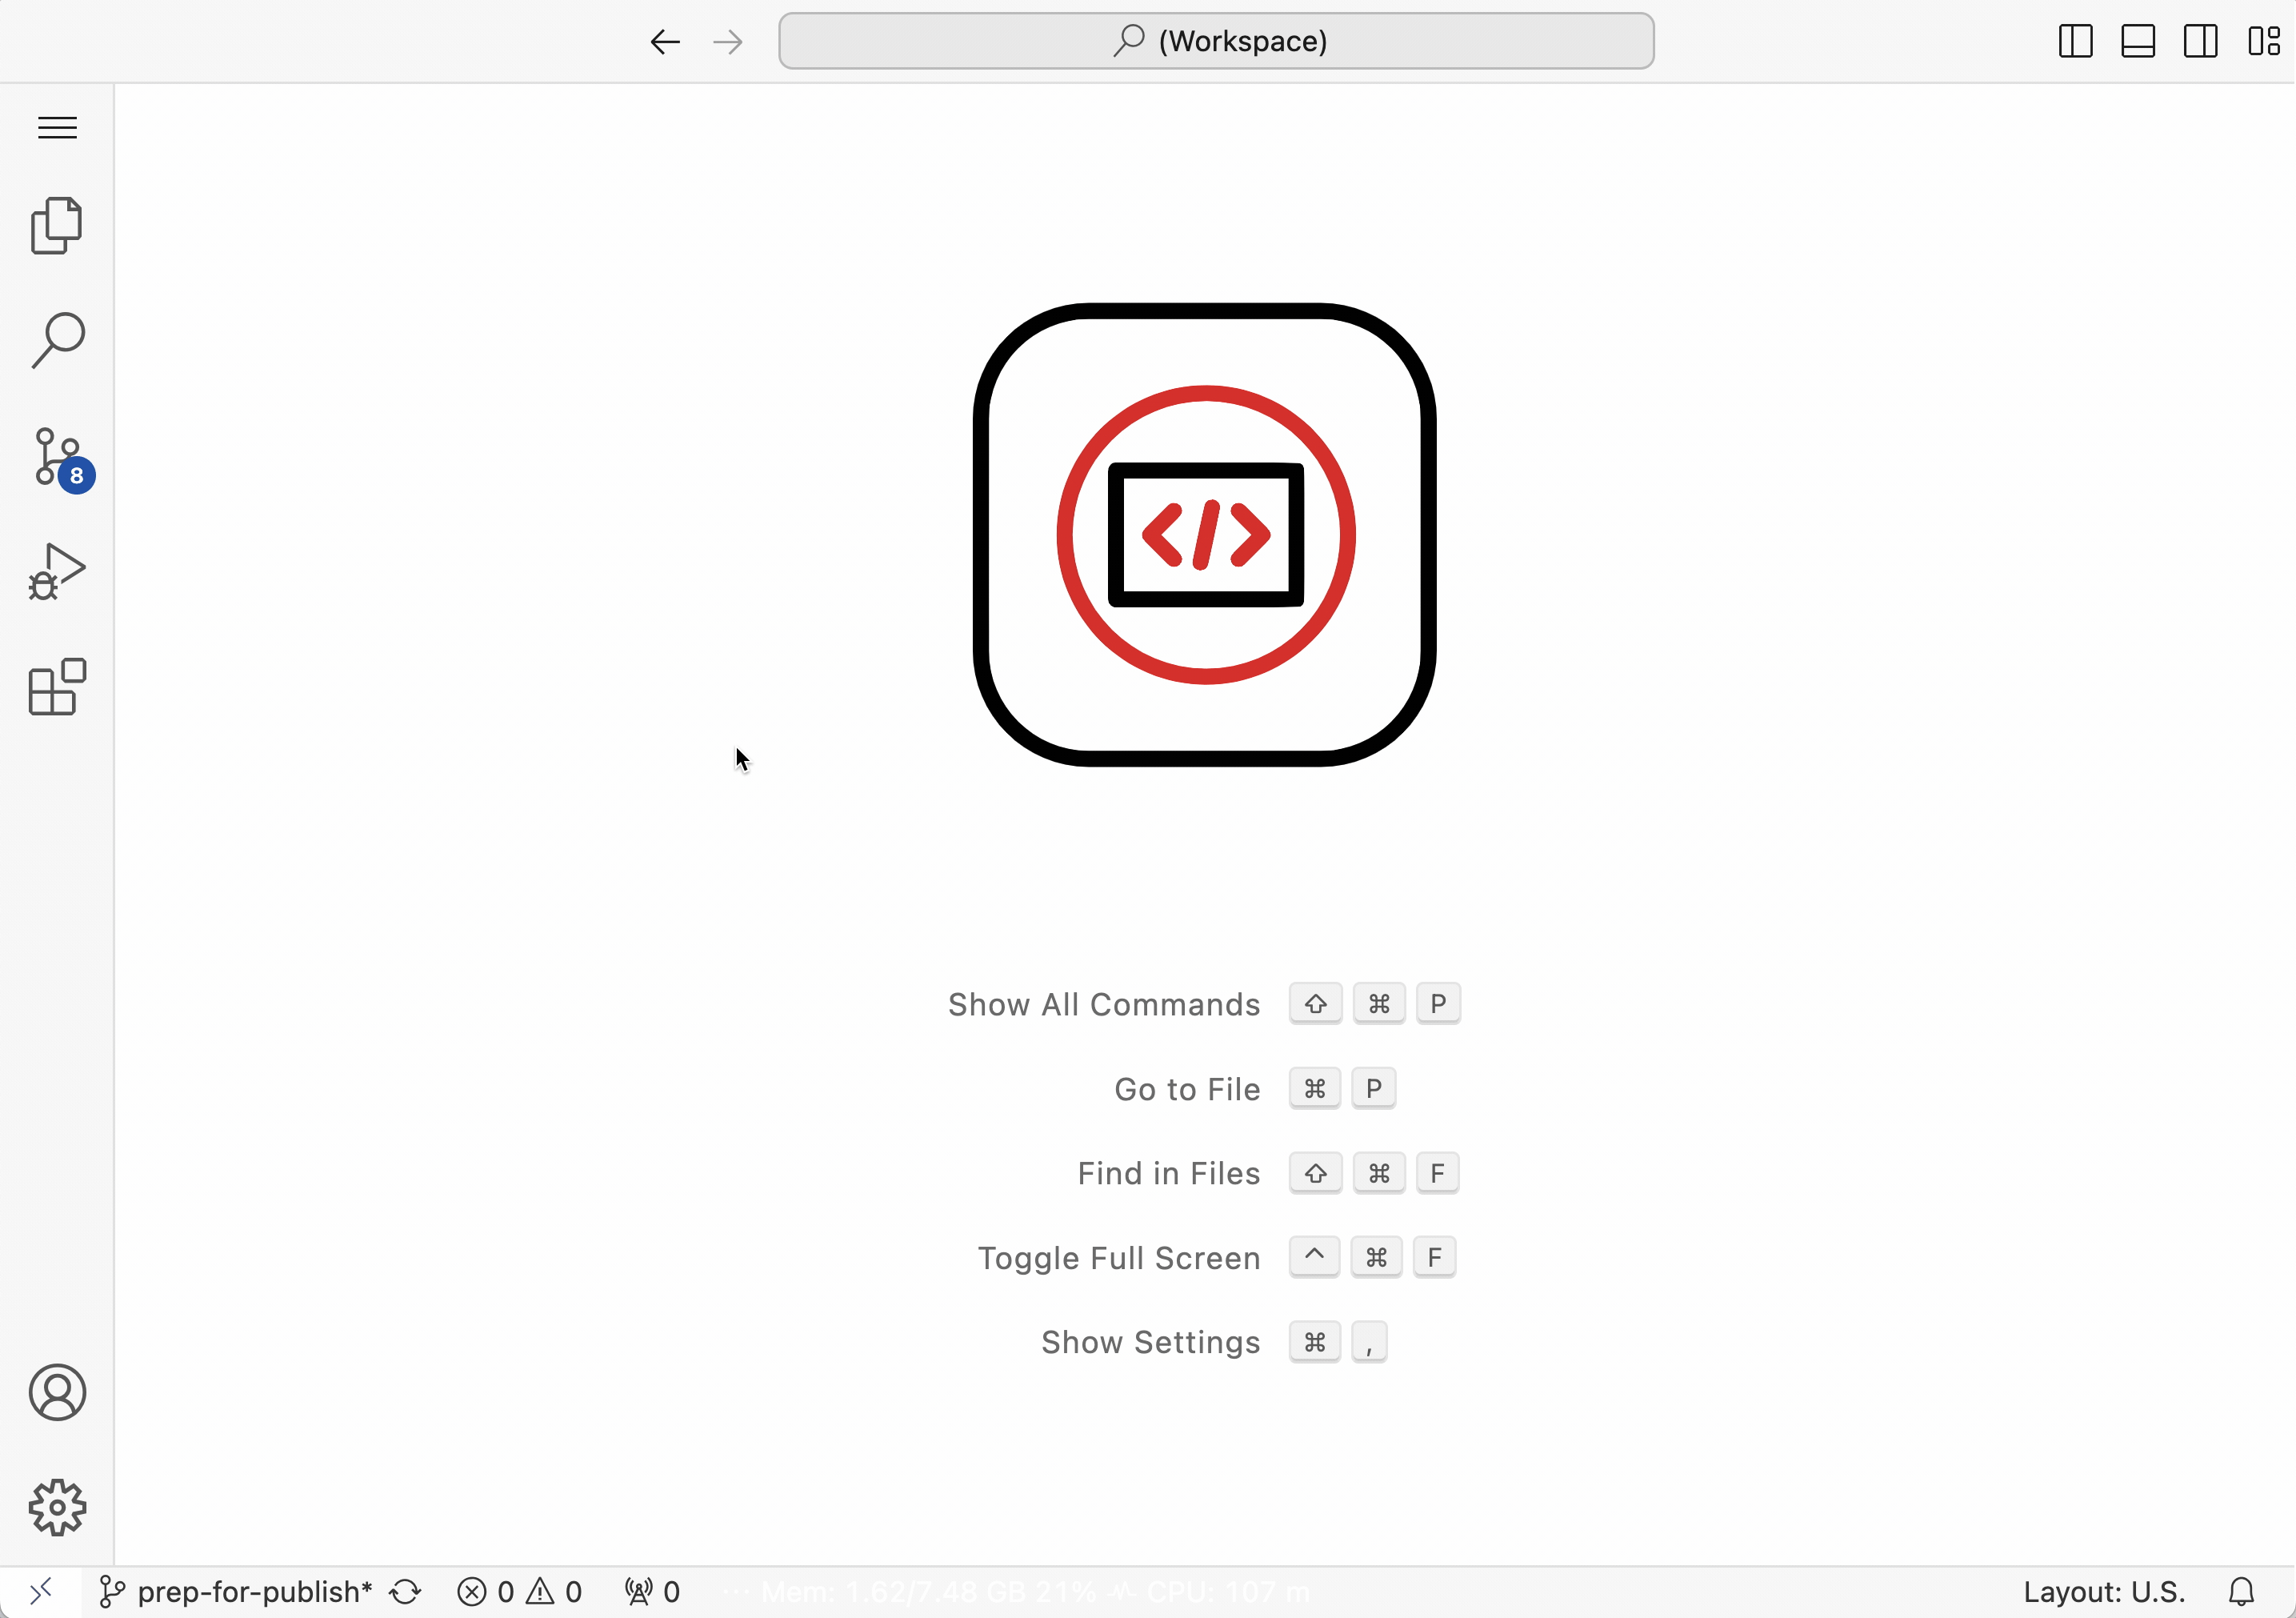 (Workspace)
8
</>
Show All Commands ⇧ ⌘ P
Go to File ⌘ P
Find in Files ⇧ ⌘ F
Toggle Full Screen ^ ⌘ F
Show Settings ⌘ ,
prep-for-publish* 0 0 0 ··· Mem: 1.62/7.48 GB 21% CPU: 107 m Layout: U.S.